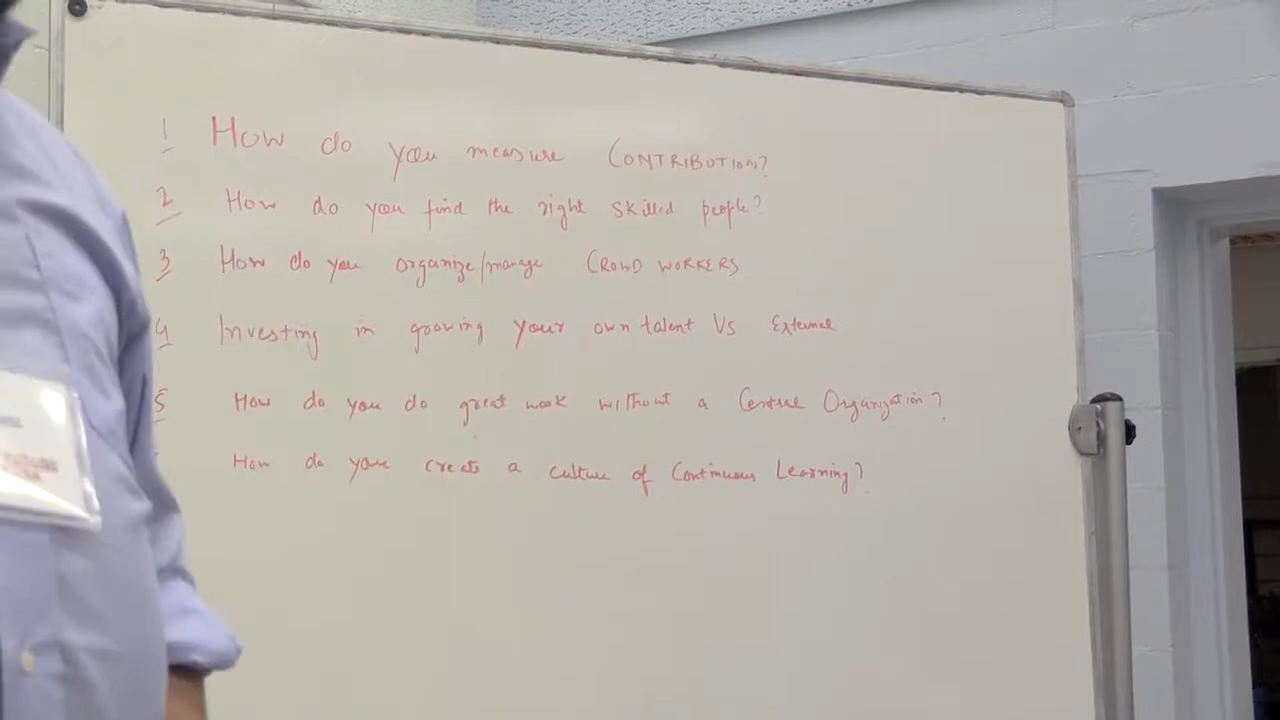 1 How do you measure CONTRIBUTION?
2 How do you find the right skilled people?
3 How do you organize/manage CROWD WORKERS
4 Investing in growing your own talent Vs External
5 How do you do great work without a Central Organization?
How do you create a culture of Continuous Learning?